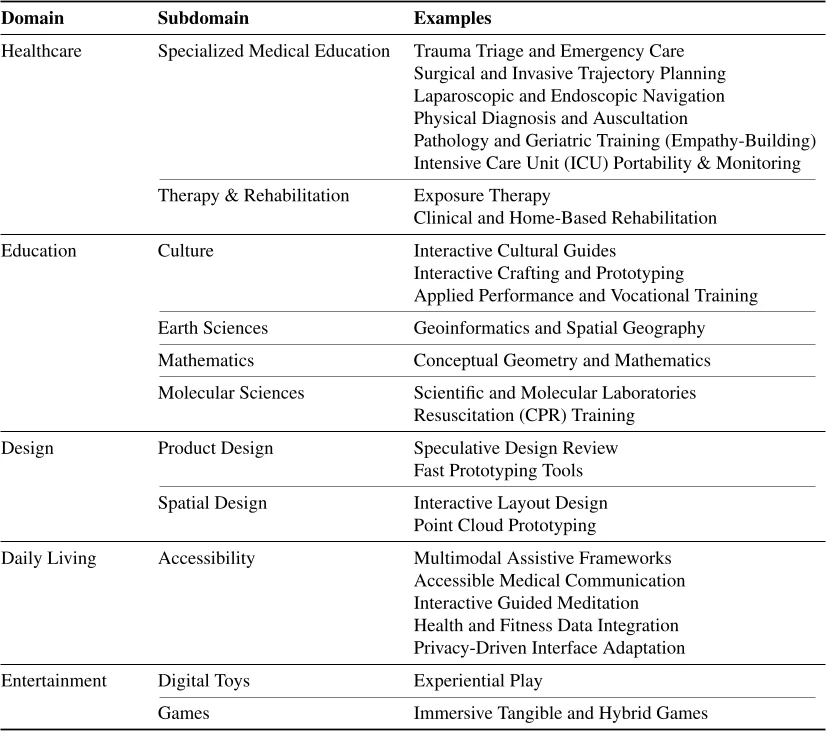 Domain Subdomain Examples
Healthcare Specialized Medical Education Trauma Triage and Emergency Care
Surgical and Invasive Trajectory Planning
Laparoscopic and Endoscopic Navigation
Physical Diagnosis and Auscultation
Pathology and Geriatric Training (Empathy-Building)
Intensive Care Unit (ICU) Portability & Monitoring
Therapy & Rehabilitation Exposure Therapy
Clinical and Home-Based Rehabilitation
Education Culture Interactive Cultural Guides
Interactive Crafting and Prototyping
Applied Performance and Vocational Training
Earth Sciences Geoinformatics and Spatial Geography
Mathematics Conceptual Geometry and Mathematics
Molecular Sciences Scientific and Molecular Laboratories
Resuscitation (CPR) Training
Design Product Design Speculative Design Review
Fast Prototyping Tools
Spatial Design Interactive Layout Design
Point Cloud Prototyping
Daily Living Accessibility Multimodal Assistive Frameworks
Accessible Medical Communication
Interactive Guided Meditation
Health and Fitness Data Integration
Privacy-Driven Interface Adaptation
Entertainment Digital Toys Experiential Play
Games Immersive Tangible and Hybrid Games